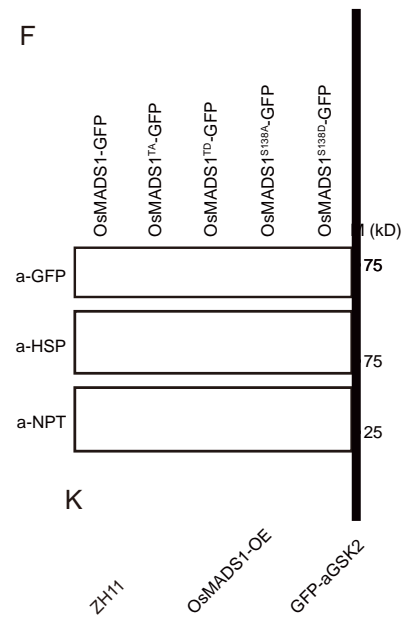 F
OsMADS1-GFP
OsMADS1ᵀᴬ-GFP
OsMADS1ᵀᴰ-GFP
OsMADS1ˢ¹³⁸ᴬ-GFP
OsMADS1ˢ¹³⁸ᴰ-GFP
(kD)
a-GFP
75
a-HSP
75
a-NPT
25
K
ZH11
OsMADS1-OE
GFP-aGSK2